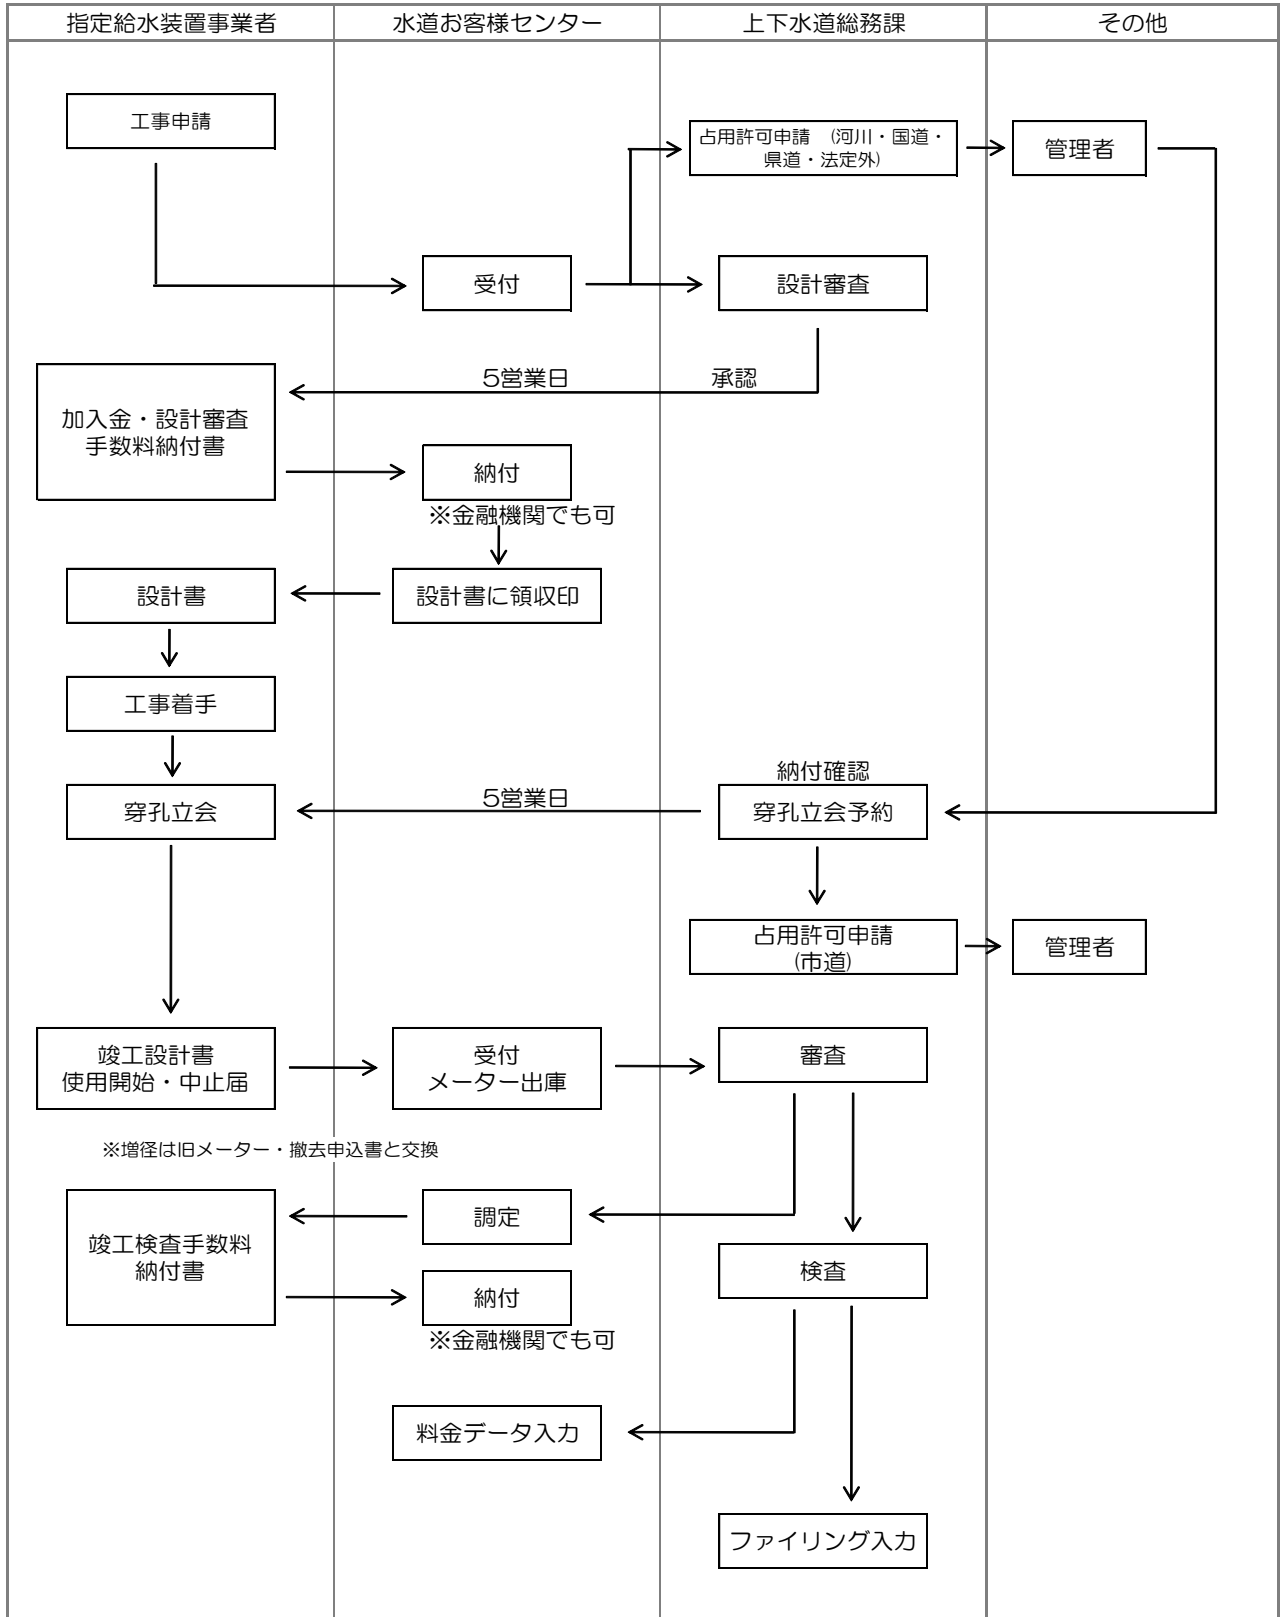 指定給水装置事業者
水道お客様センター
上下水道総務課
その他
工事申請
占用許可申請　(河川・国道・
県道・法定外)
管理者
受付
設計審査
5営業日
承認
加入金・設計審査
手数料納付書
納付
※金融機関でも可
設計書
設計書に領収印
工事着手
納付確認
穿孔立会
5営業日
穿孔立会予約
占用許可申請
(市道)
管理者
竣工設計書
使用開始・中止届
受付
メーター出庫
審査
※増径は旧メーター・撤去申込書と交換
竣工検査手数料
納付書
調定
検査
納付
※金融機関でも可
料金データ入力
ファイリング入力